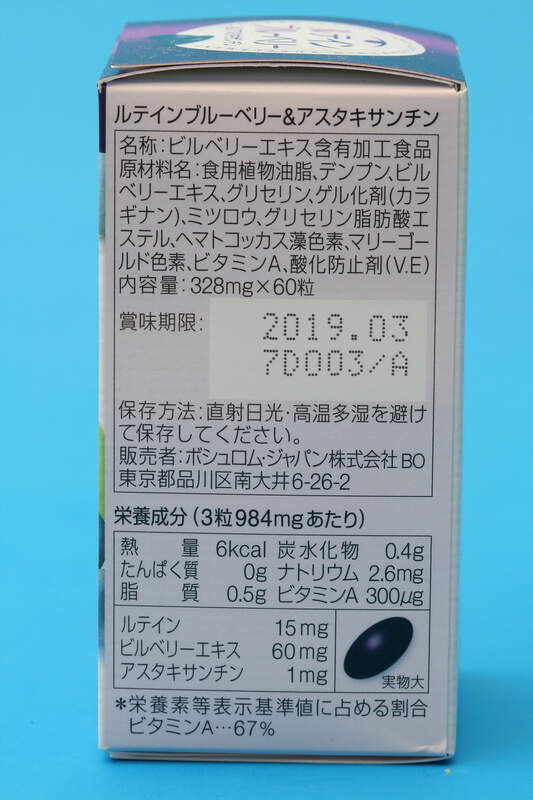 ルテインブルーベリー&アスタキサンチン
名称:ビルベリーエキス含有加工食品
原材料名:食用植物油脂、デンプン、ビル
ベリーエキス、グリセリン、ゲル化剤(カラ
ギナン)、ミツロウ、グリセリン脂肪酸エ
ステル、ヘマトコッカス藻色素、マリーゴー
ルド色素、ビタミンA、酸化防止剤(V.E)
内容量:328mg×60粒
賞味期限:
2019.03
7D003/A
保存方法:直射日光・高温多湿を避け
て保存してください。
販売者:ボシュロム・ジャパン株式会社 BO
東京都品川区南大井6-26-2
栄養成分(3粒984mgあたり)
熱 量 6kcal 炭水化物 0.4g
たんぱく質 0g ナトリウム 2.6mg
脂 質 0.5g ビタミンA 300μg
ルテイン 15mg
ビルベリーエキス 60mg
アスタキサンチン 1mg
実物大
*栄養素等表示基準値に占める割合
ビタミンA…67%